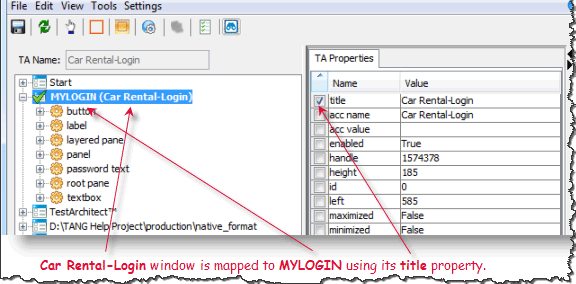 File Edit View Tools Settings
TA Name: Car Rental-Login
Start
MYLOGIN (Car Rental-Login)
button
label
layered pane
panel
password text
root pane
textbox
TestArchitect™
D:\TANG Help Project\production\native_format
TA Properties
Name Value
title Car Rental-Login
acc name Car Rental-Login
acc value
enabled True
handle 1574378
height 185
id 0
left 585
maximized False
minimized False
Car Rental-Login window is mapped to MYLOGIN using its title property.